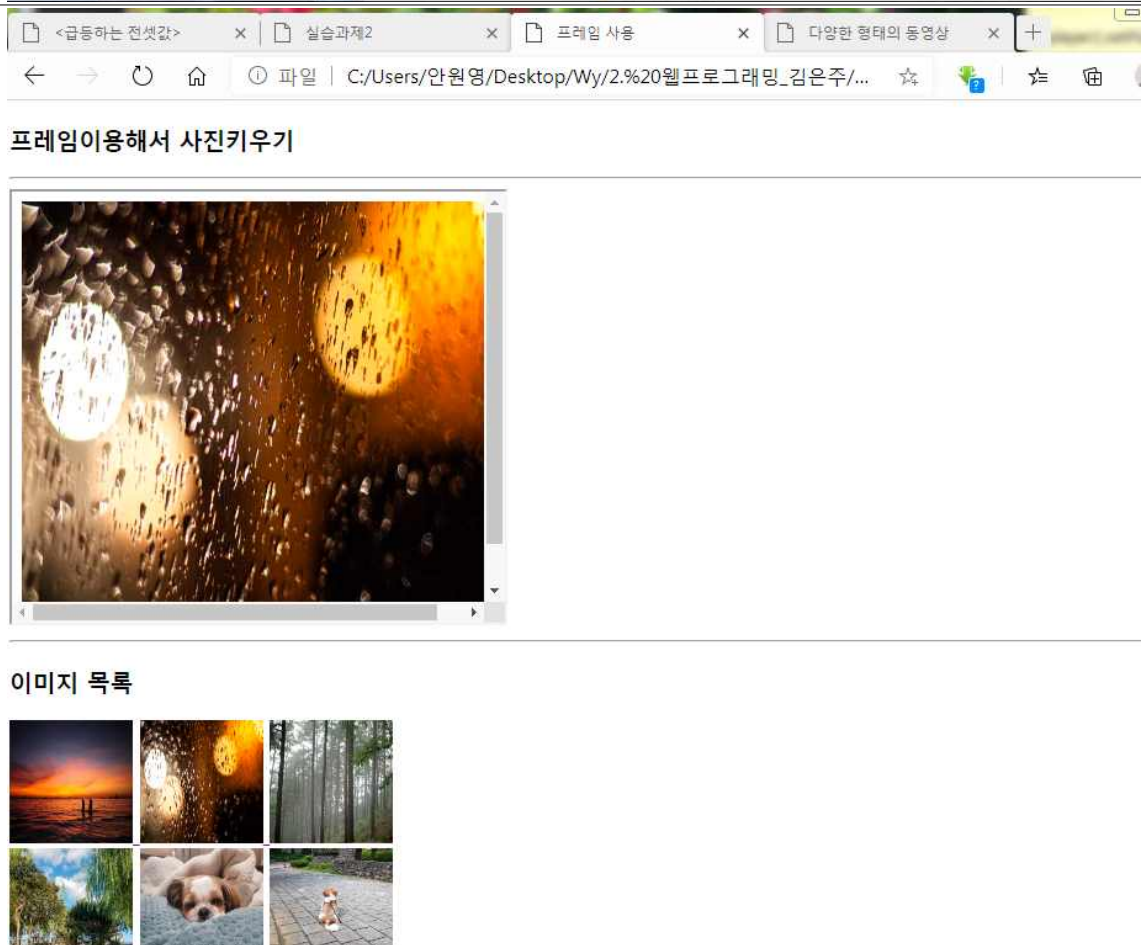 <급등하는 전셋값>
실습과제2
프레임 사용
다양한 형태의 동영상
파일 C:/Users/안원영/Desktop/Wy/2.%20웹프로그래밍_김은주/...
프레임이용해서 사진키우기
이미지 목록